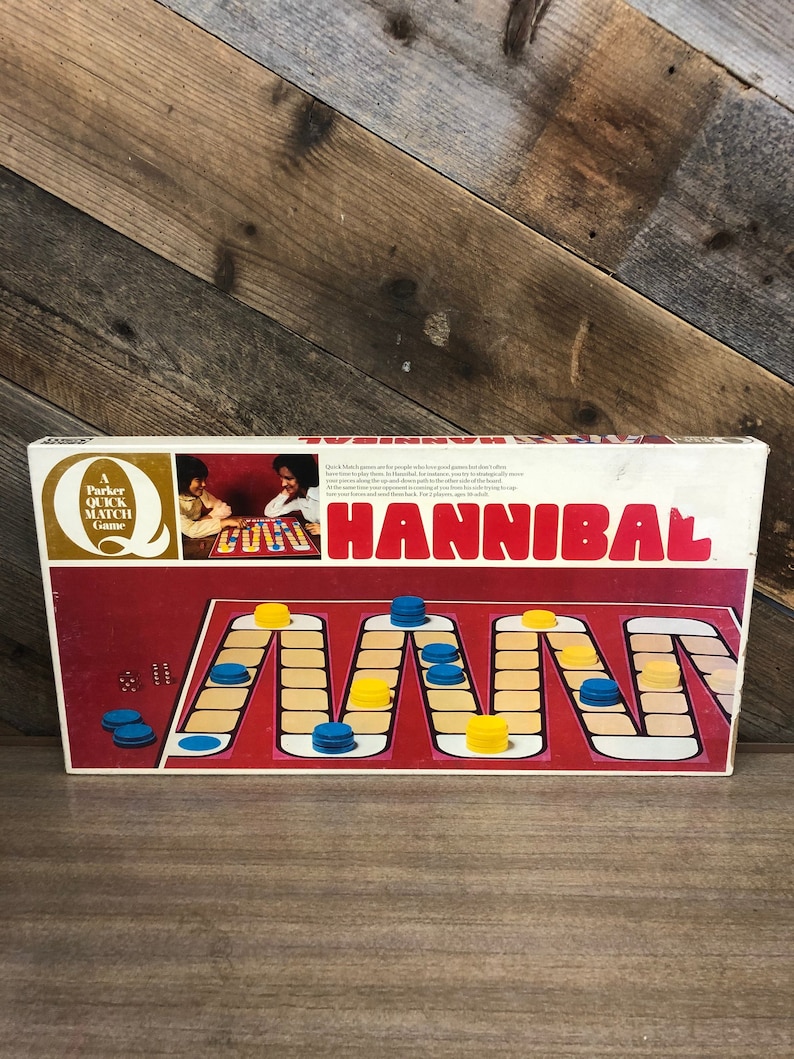 HANNIBAL
A
Parker
QUICK
MATCH
Game
Quick Match games are for people who love good games but don't often
have time to play them. In Hannibal, for instance, you try to strategically move
your pieces along the up-and-down path to the other side of the board.
At the same time your opponent is coming at you from his side trying to cap-
ture your forces and send them back. For 2 players, ages 10-adult.
HANNIBAL